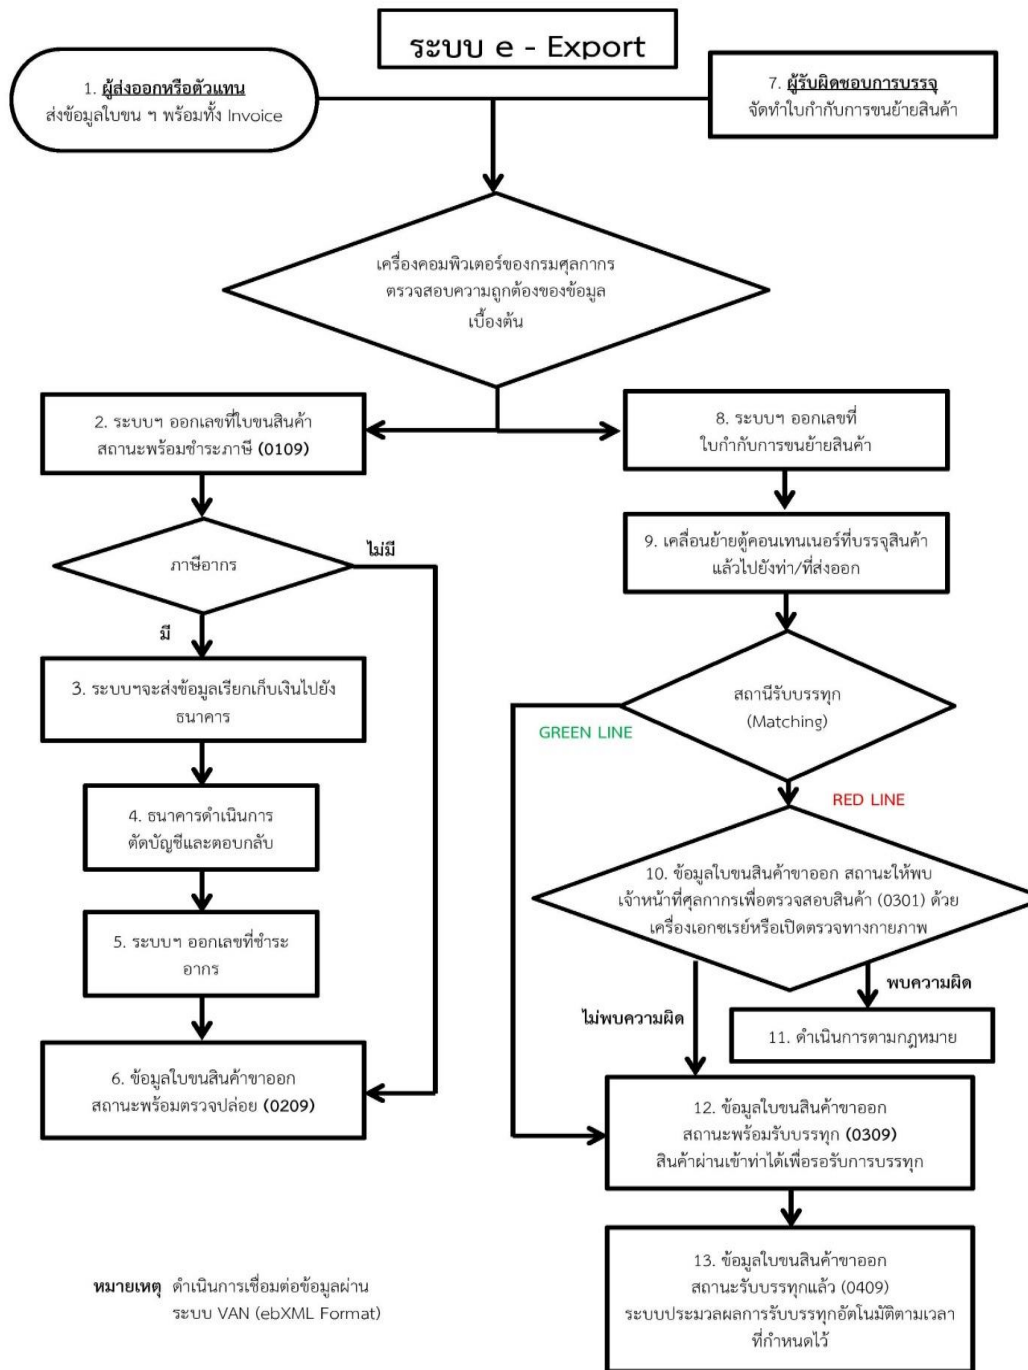 ระบบ e - Export
1. ผู้ส่งออกหรือตัวแทน
ส่งข้อมูลใบขน ฯ พร้อมทั้ง Invoice
7. ผู้รับผิดชอบการบรรจุ
จัดทำใบกำกับการขนย้ายสินค้า
เครื่องคอมพิวเตอร์ของกรมศุลกากร
ตรวจสอบความถูกต้องของข้อมูล
เบื้องต้น
2. ระบบฯ ออกเลขที่ใบขนสินค้า
สถานะพร้อมชำระภาษี (0109)
ภาษีอากร
ไม่มี
มี
3. ระบบฯจะส่งข้อมูลเรียกเก็บเงินไปยัง
ธนาคาร
4. ธนาคารดำเนินการ
ตัดบัญชีและตอบกลับ
5. ระบบฯ ออกเลขที่ชำระ
อากร
6. ข้อมูลใบขนสินค้าขาออก
สถานะพร้อมตรวจปล่อย (0209)
8. ระบบฯ ออกเลขที่
ใบกำกับการขนย้ายสินค้า
9. เคลื่อนย้ายตู้คอนเทนเนอร์ที่บรรจุสินค้า
แล้วไปยังท่า/ที่ส่งออก
สถานีรับบรรทุก
(Matching)
GREEN LINE
RED LINE
10. ข้อมูลใบขนสินค้าขาออก สถานะให้พบ
เจ้าหน้าที่ศุลกากรเพื่อตรวจสอบสินค้า (0301) ด้วย
เครื่องเอกซเรย์หรือเปิดตรวจทางกายภาพ
ไม่พบความผิด
พบความผิด
11. ดำเนินการตามกฎหมาย
12. ข้อมูลใบขนสินค้าขาออก
สถานะพร้อมรับบรรทุก (0309)
สินค้าผ่านเข้าท่าได้เพื่อรอรับการบรรทุก
13. ข้อมูลใบขนสินค้าขาออก
สถานะรับบรรทุกแล้ว (0409)
ระบบประมวลผลการรับบรรทุกอัตโนมัติตามเวลา
ที่กำหนดไว้
หมายเหตุ ดำเนินการเชื่อมต่อข้อมูลผ่าน
ระบบ VAN (ebXML Format)